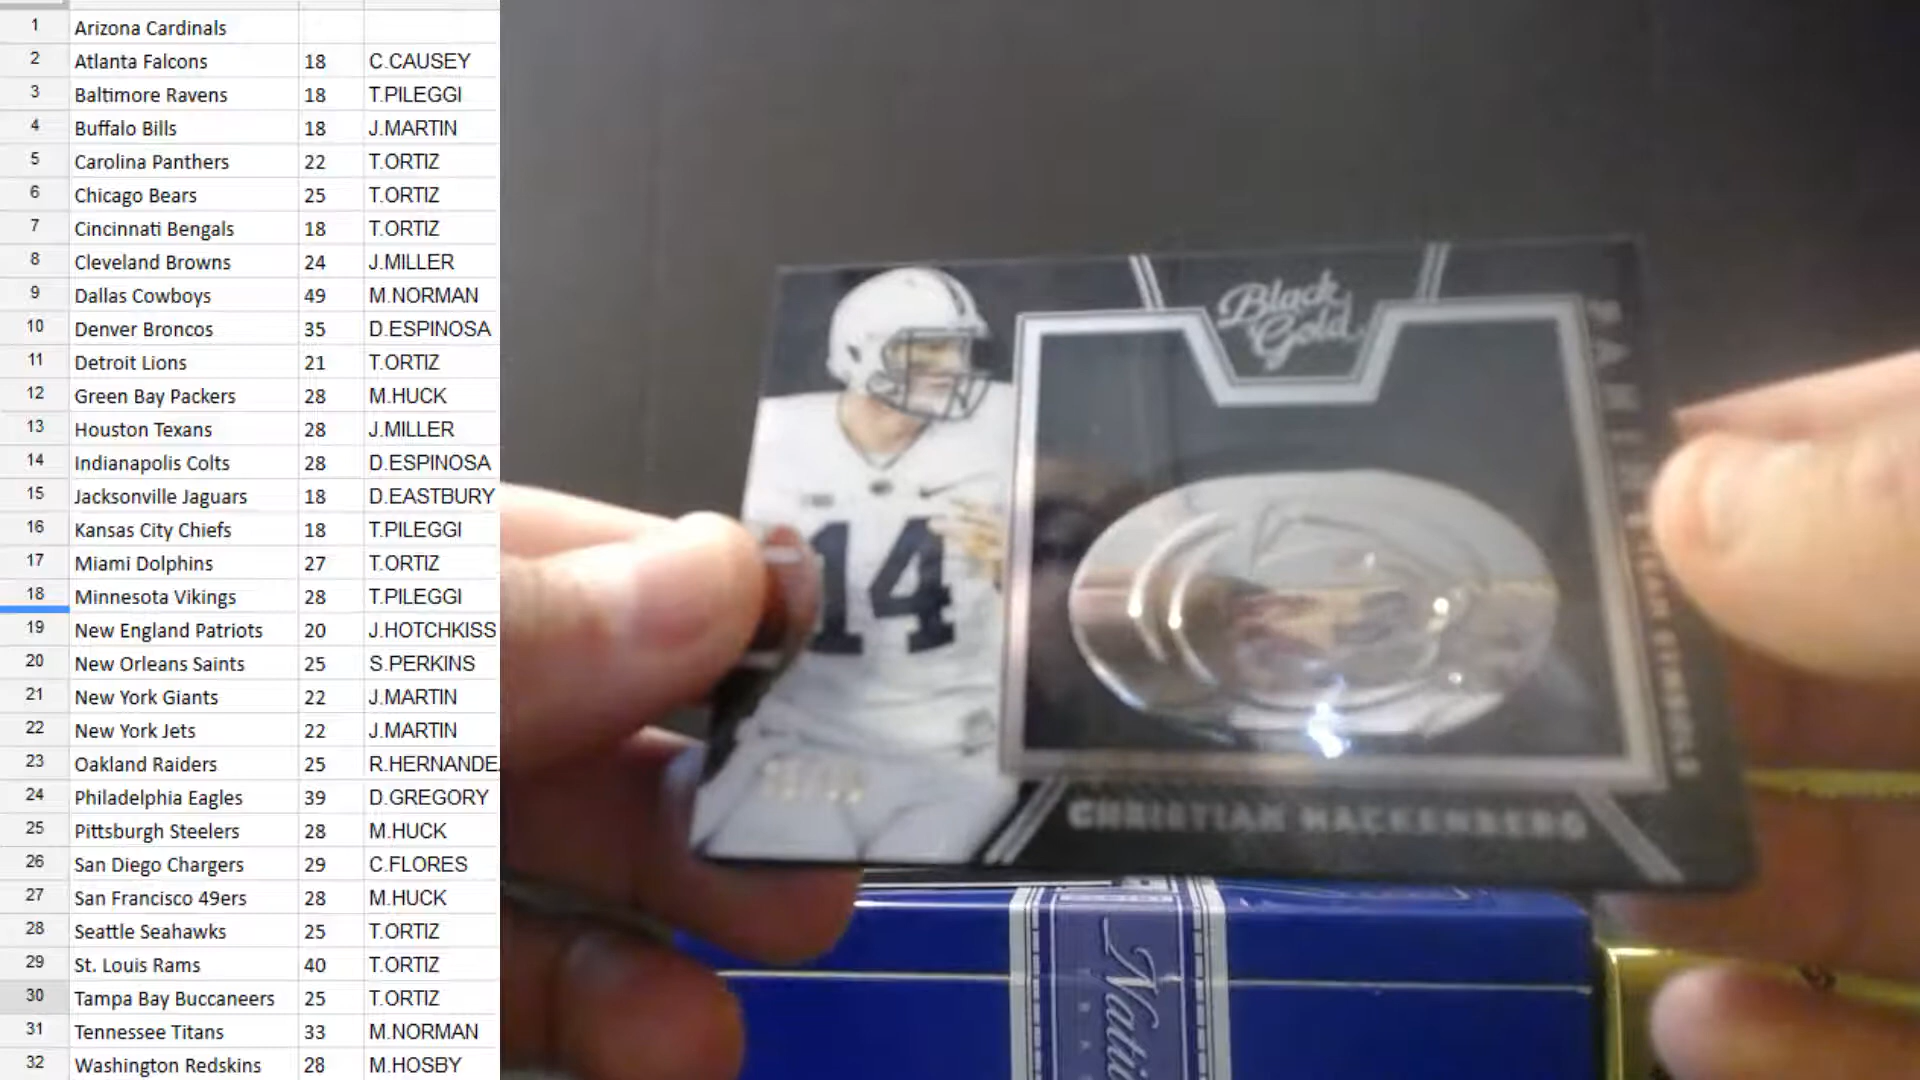 1 Arizona Cardinals
2 Atlanta Falcons 18 C.CAUSEY
3 Baltimore Ravens 18 T.PILEGGI
4 Buffalo Bills 18 J.MARTIN
5 Carolina Panthers 22 T.ORTIZ
6 Chicago Bears 25 T.ORTIZ
7 Cincinnati Bengals 18 T.ORTIZ
8 Cleveland Browns 24 J.MILLER
9 Dallas Cowboys 49 M.NORMAN
10 Denver Broncos 35 D.ESPINOSA
11 Detroit Lions 21 T.ORTIZ
12 Green Bay Packers 28 M.HUCK
13 Houston Texans 28 J.MILLER
14 Indianapolis Colts 28 D.ESPINOSA
15 Jacksonville Jaguars 18 D.EASTBURY
16 Kansas City Chiefs 18 T.PILEGGI
17 Miami Dolphins 27 T.ORTIZ
18 Minnesota Vikings 28 T.PILEGGI
19 New England Patriots 20 J.HOTCHKISS
20 New Orleans Saints 25 S.PERKINS
21 New York Giants 22 J.MARTIN
22 New York Jets 22 J.MARTIN
23 Oakland Raiders 25 R.HERNANDE
24 Philadelphia Eagles 39 D.GREGORY
25 Pittsburgh Steelers 28 M.HUCK
26 San Diego Chargers 29 C.FLORES
27 San Francisco 49ers 28 M.HUCK
28 Seattle Seahawks 25 T.ORTIZ
29 St. Louis Rams 40 T.ORTIZ
30 Tampa Bay Buccaneers 25 T.ORTIZ
31 Tennessee Titans 33 M.NORMAN
32 Washington Redskins 28 M.HOSBY
Black
Gold
14
CHRISTIAN HACKENBERG
Nati